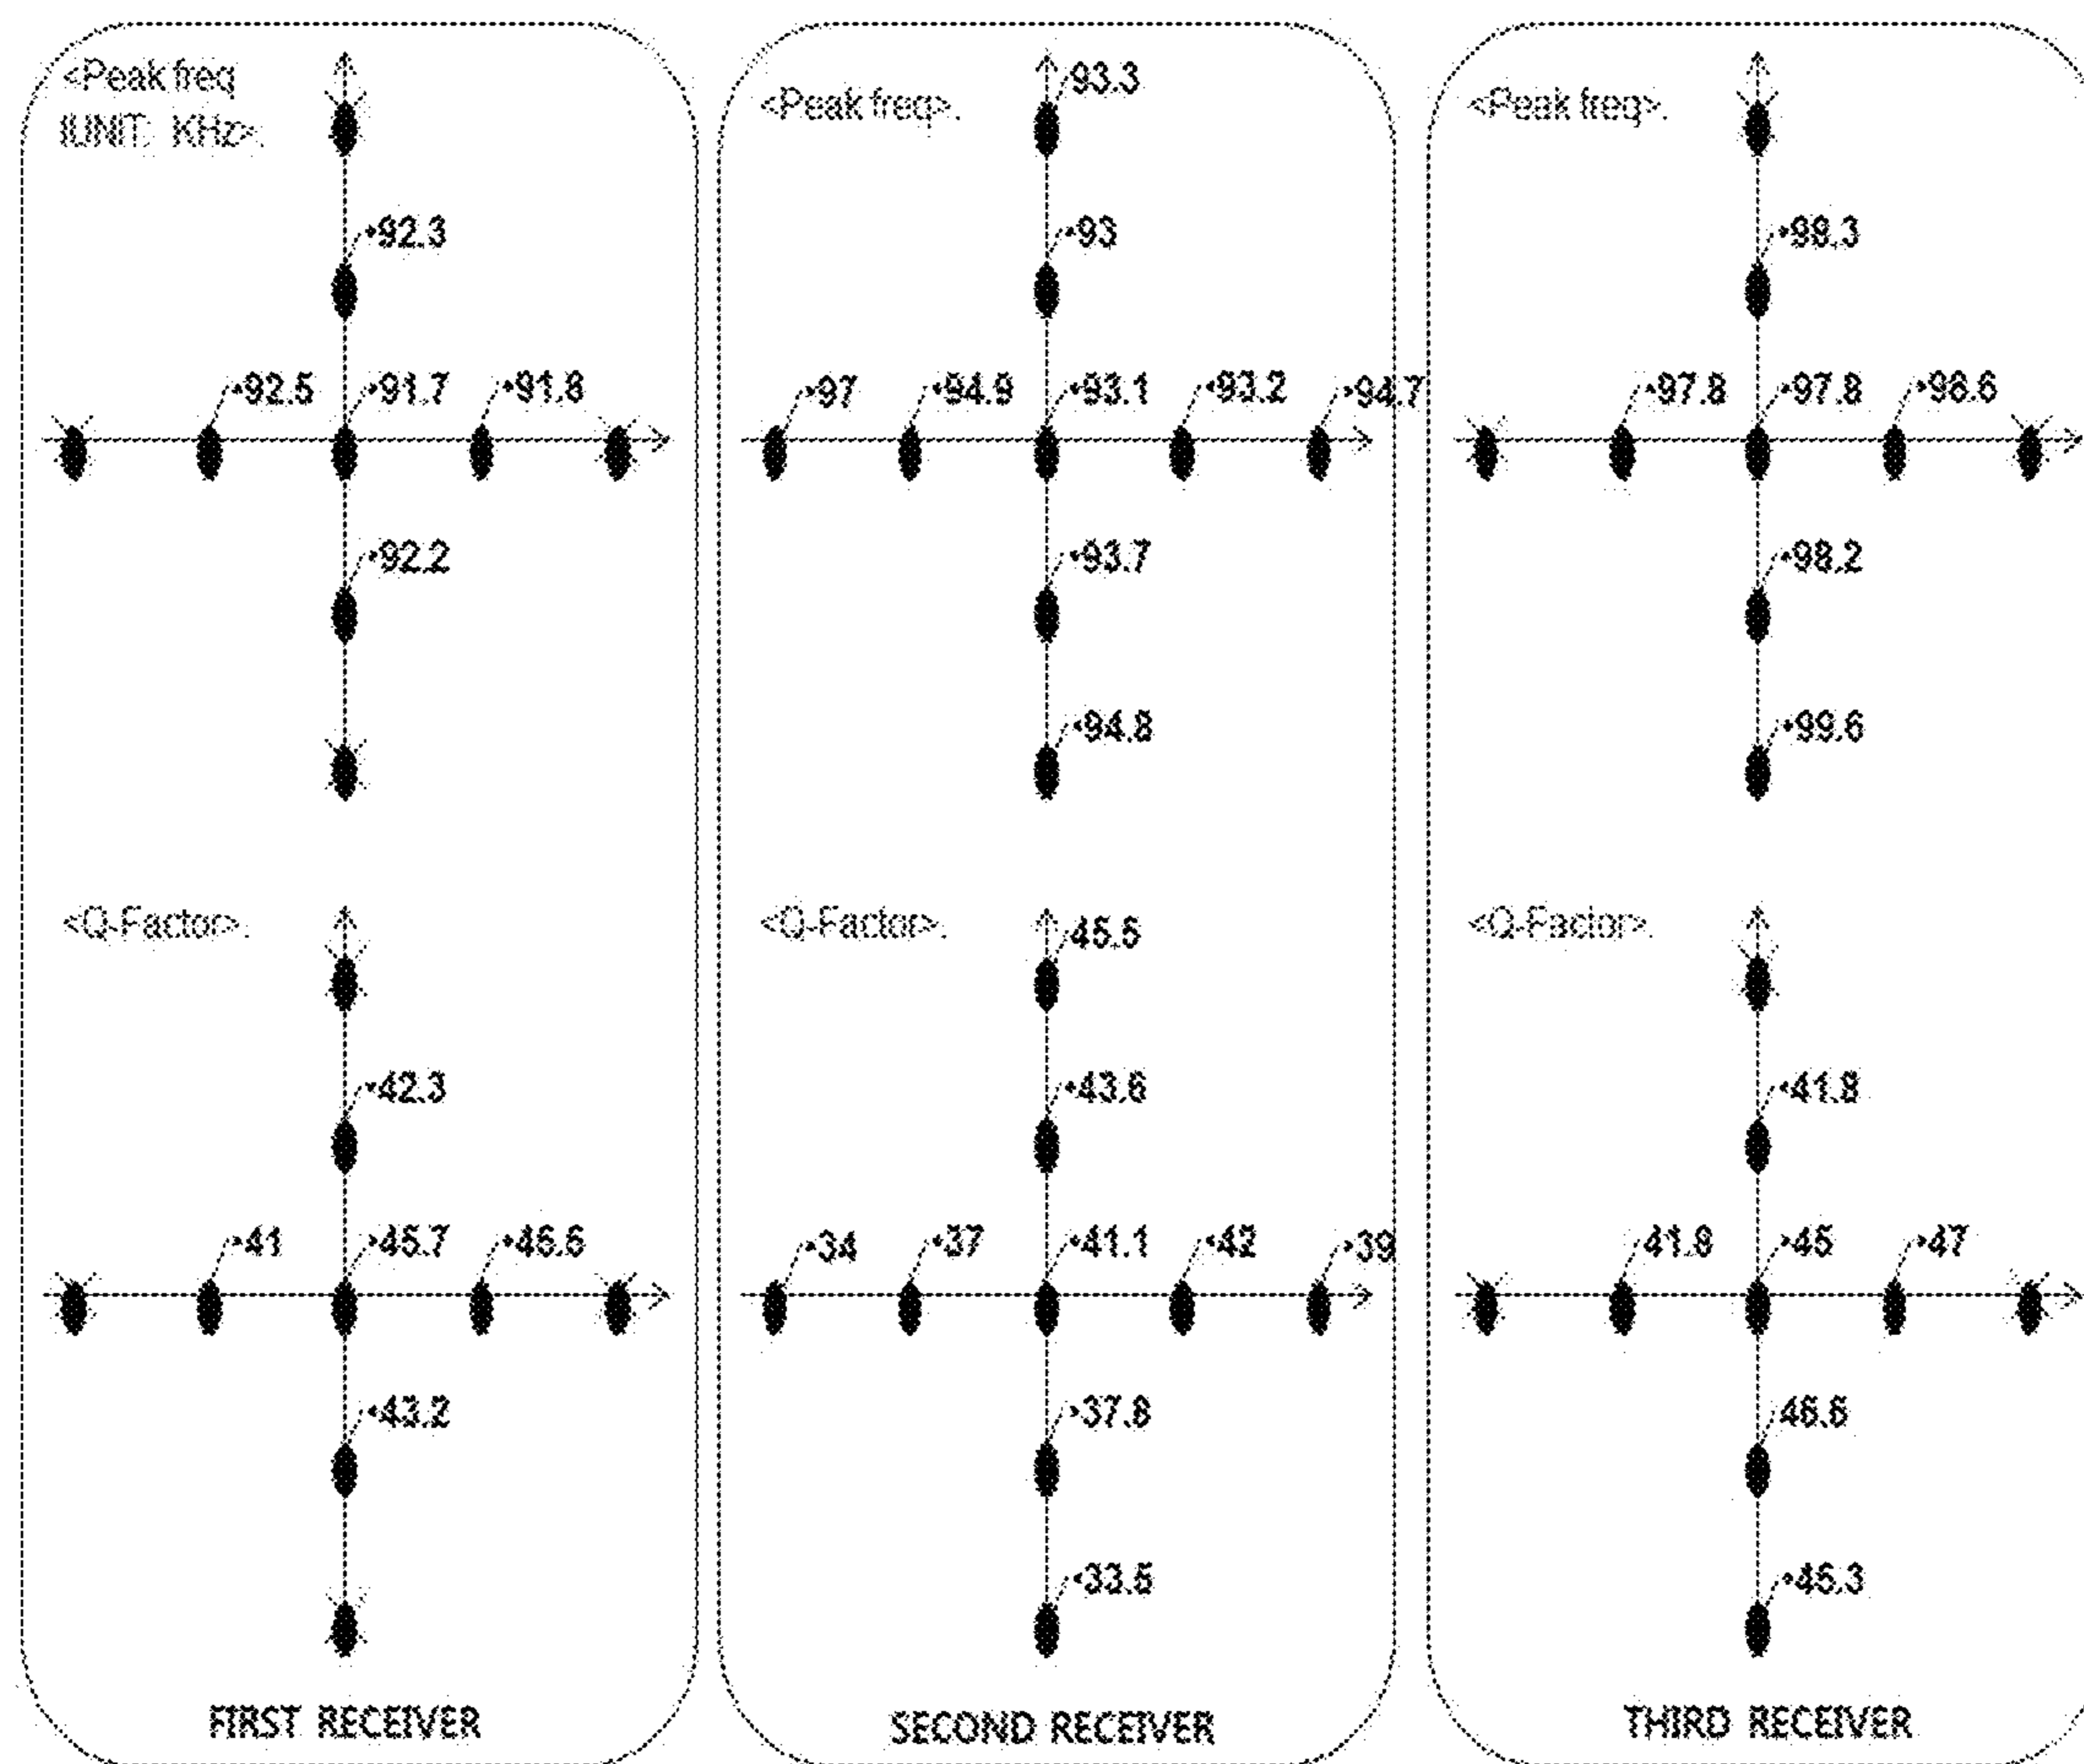 <Peak freq
IUNIT: KHz>.
92.3
92.5 91.7 91.8
92.2
<Q-Factor>.
42.3
41 45.7 46.6
43.2
FIRST RECEIVER
<Peak freq>.
93.3
93
97 94.9 93.1 93.2 94.7
93.7
94.8
<Q-Factor>.
45.5
43.6
34 37 41.1 42 39
37.8
33.5
SECOND RECEIVER
<Peak freq>.
98.3
97.8 97.8 98.6
98.2
99.6
<Q-Factor>.
41.8
41.8 45 47
46.6
45.3
THIRD RECEIVER